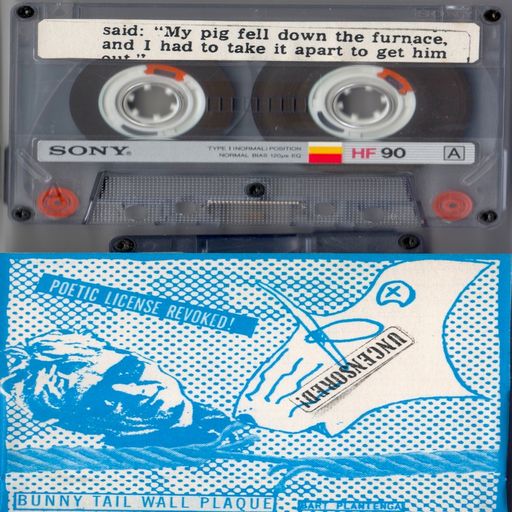 said: "My pig fell down the furnace,
and I had to take it apart to get him
out."
SONY®
TYPE I (NORMAL) POSITION
NORMAL BIAS 120µs EQ
HF 90
A
POETIC LICENSE REVOKED!
UNCENSORED!
BUNNY TAIL WALL PLAQUE
BART PLANTENGA